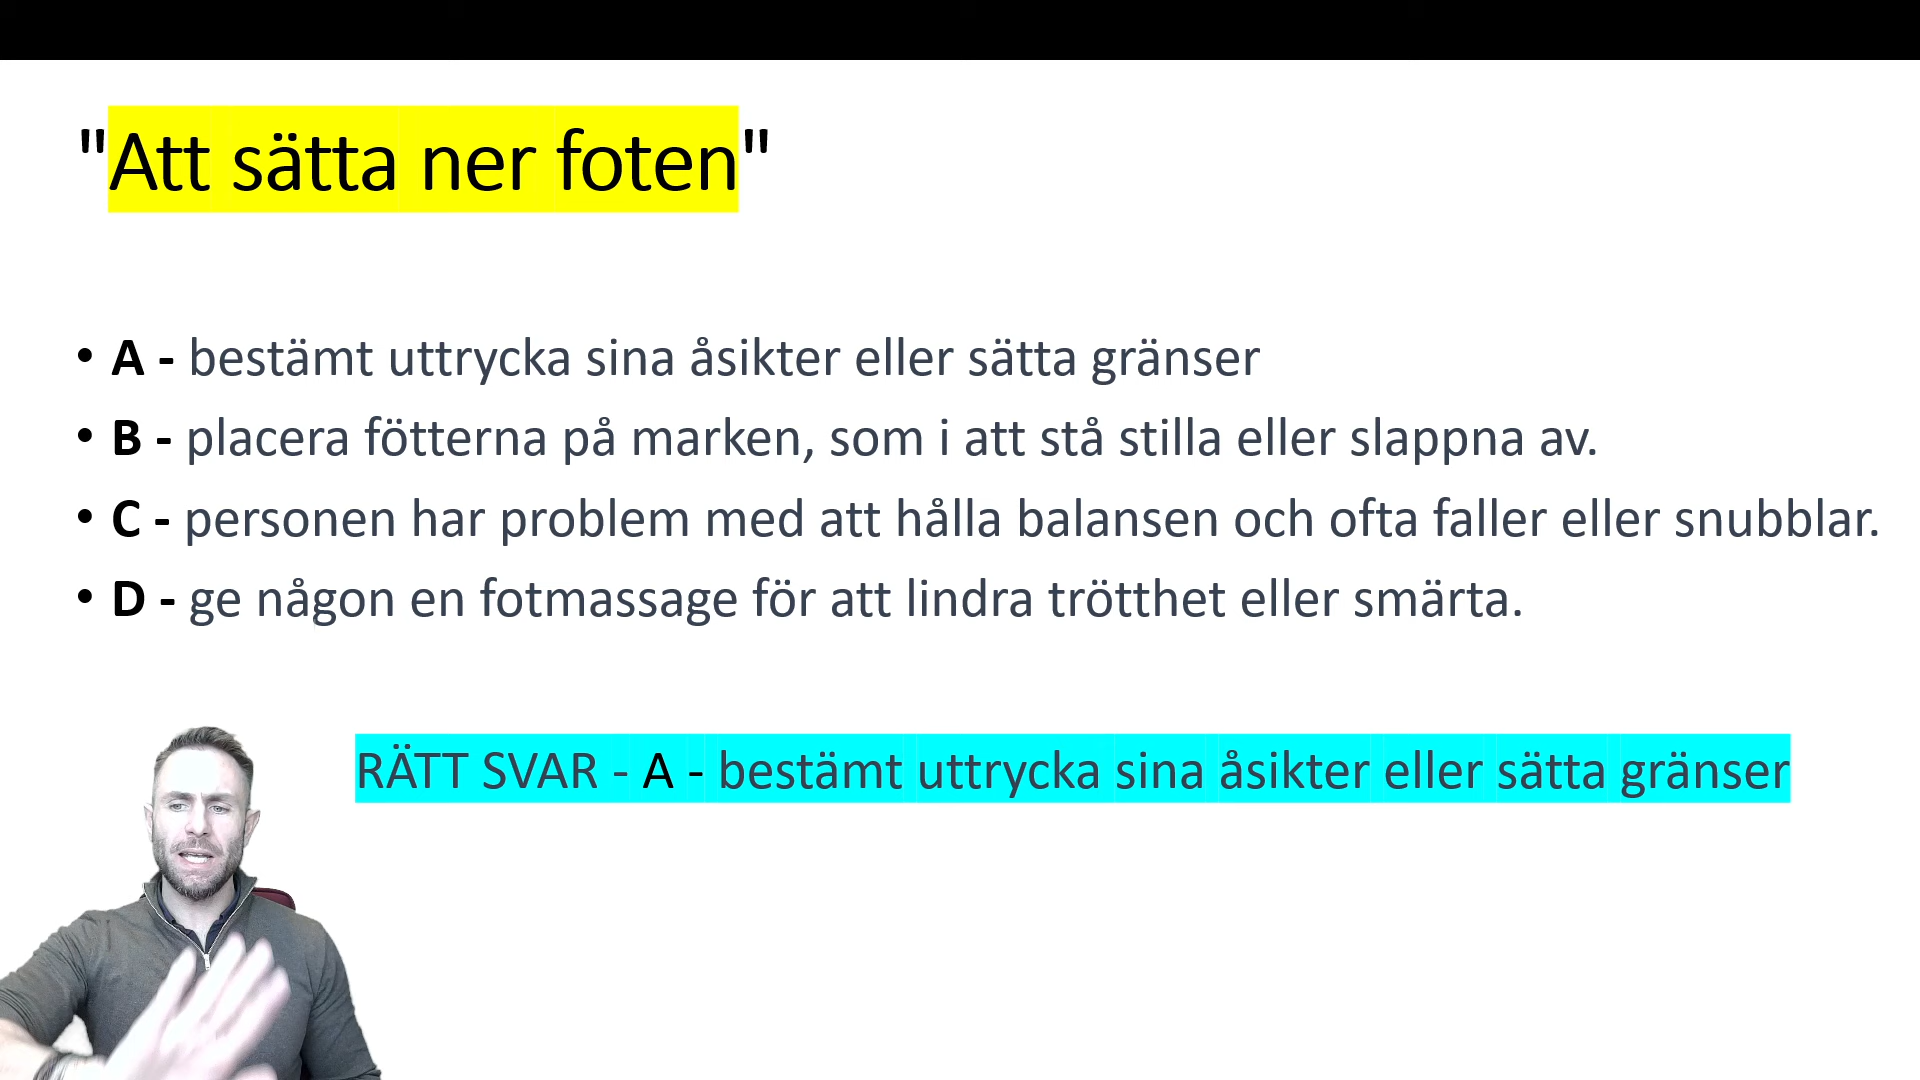 "Att sätta ner foten"
• A - bestämt uttrycka sina åsikter eller sätta gränser
• B - placera fötterna på marken, som i att stå stilla eller slappna av.
• C - personen har problem med att hålla balansen och ofta faller eller snubblar.
• D - ge någon en fotmassage för att lindra trötthet eller smärta.
RÄTT SVAR - A - bestämt uttrycka sina åsikter eller sätta gränser